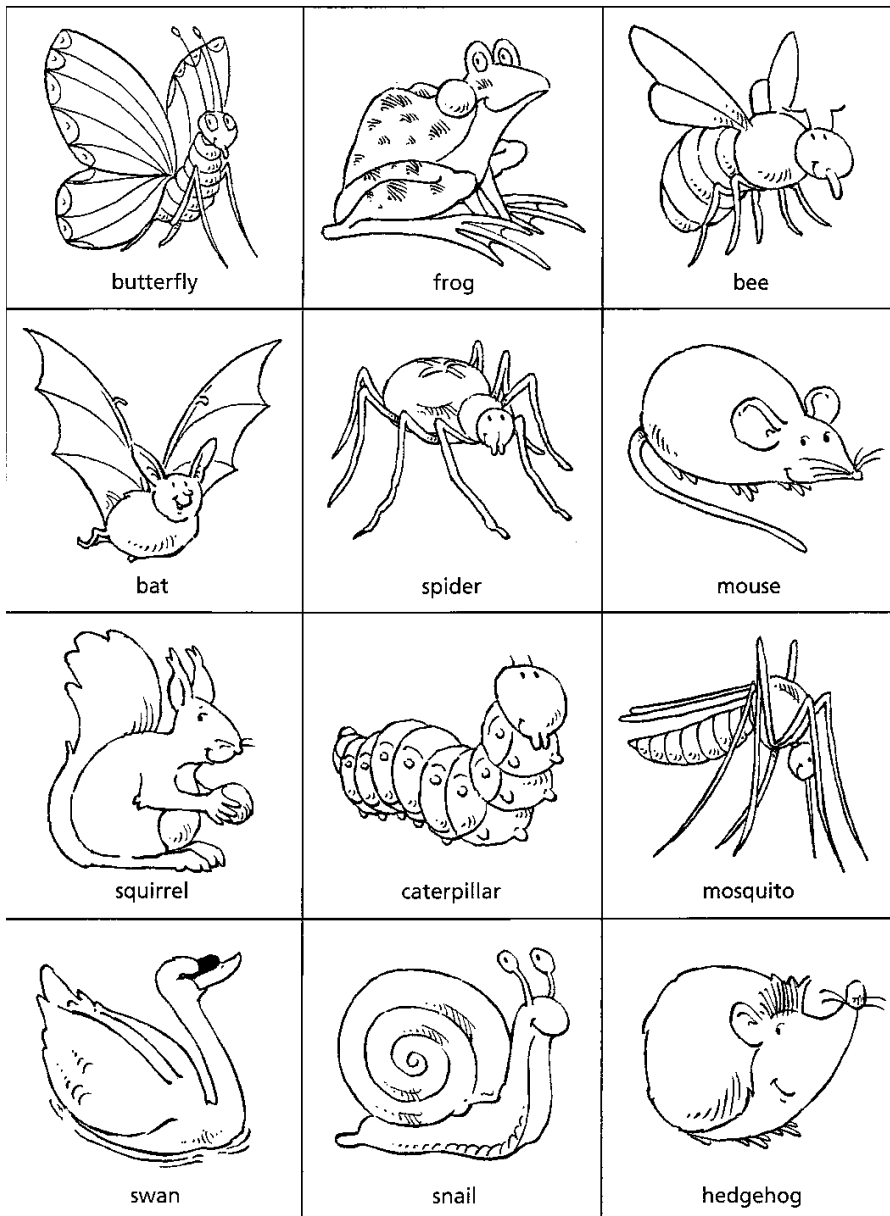 butterfly
frog
bee
bat
spider
mouse
squirrel
caterpillar
mosquito
swan
snail
hedgehog